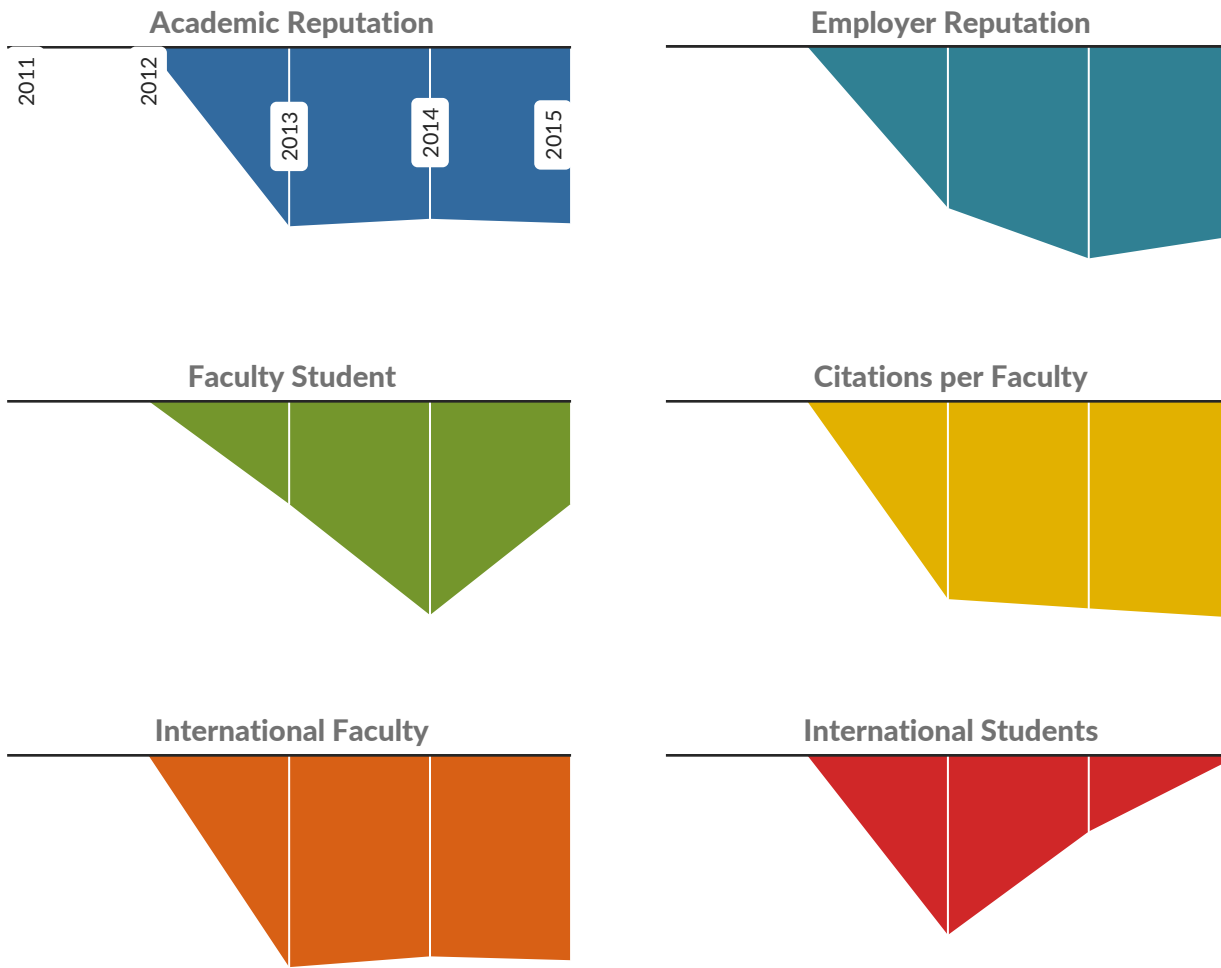 Academic Reputation
Employer Reputation
2011
2012
2013
2014
2015
Faculty Student
Citations per Faculty
International Faculty
International Students